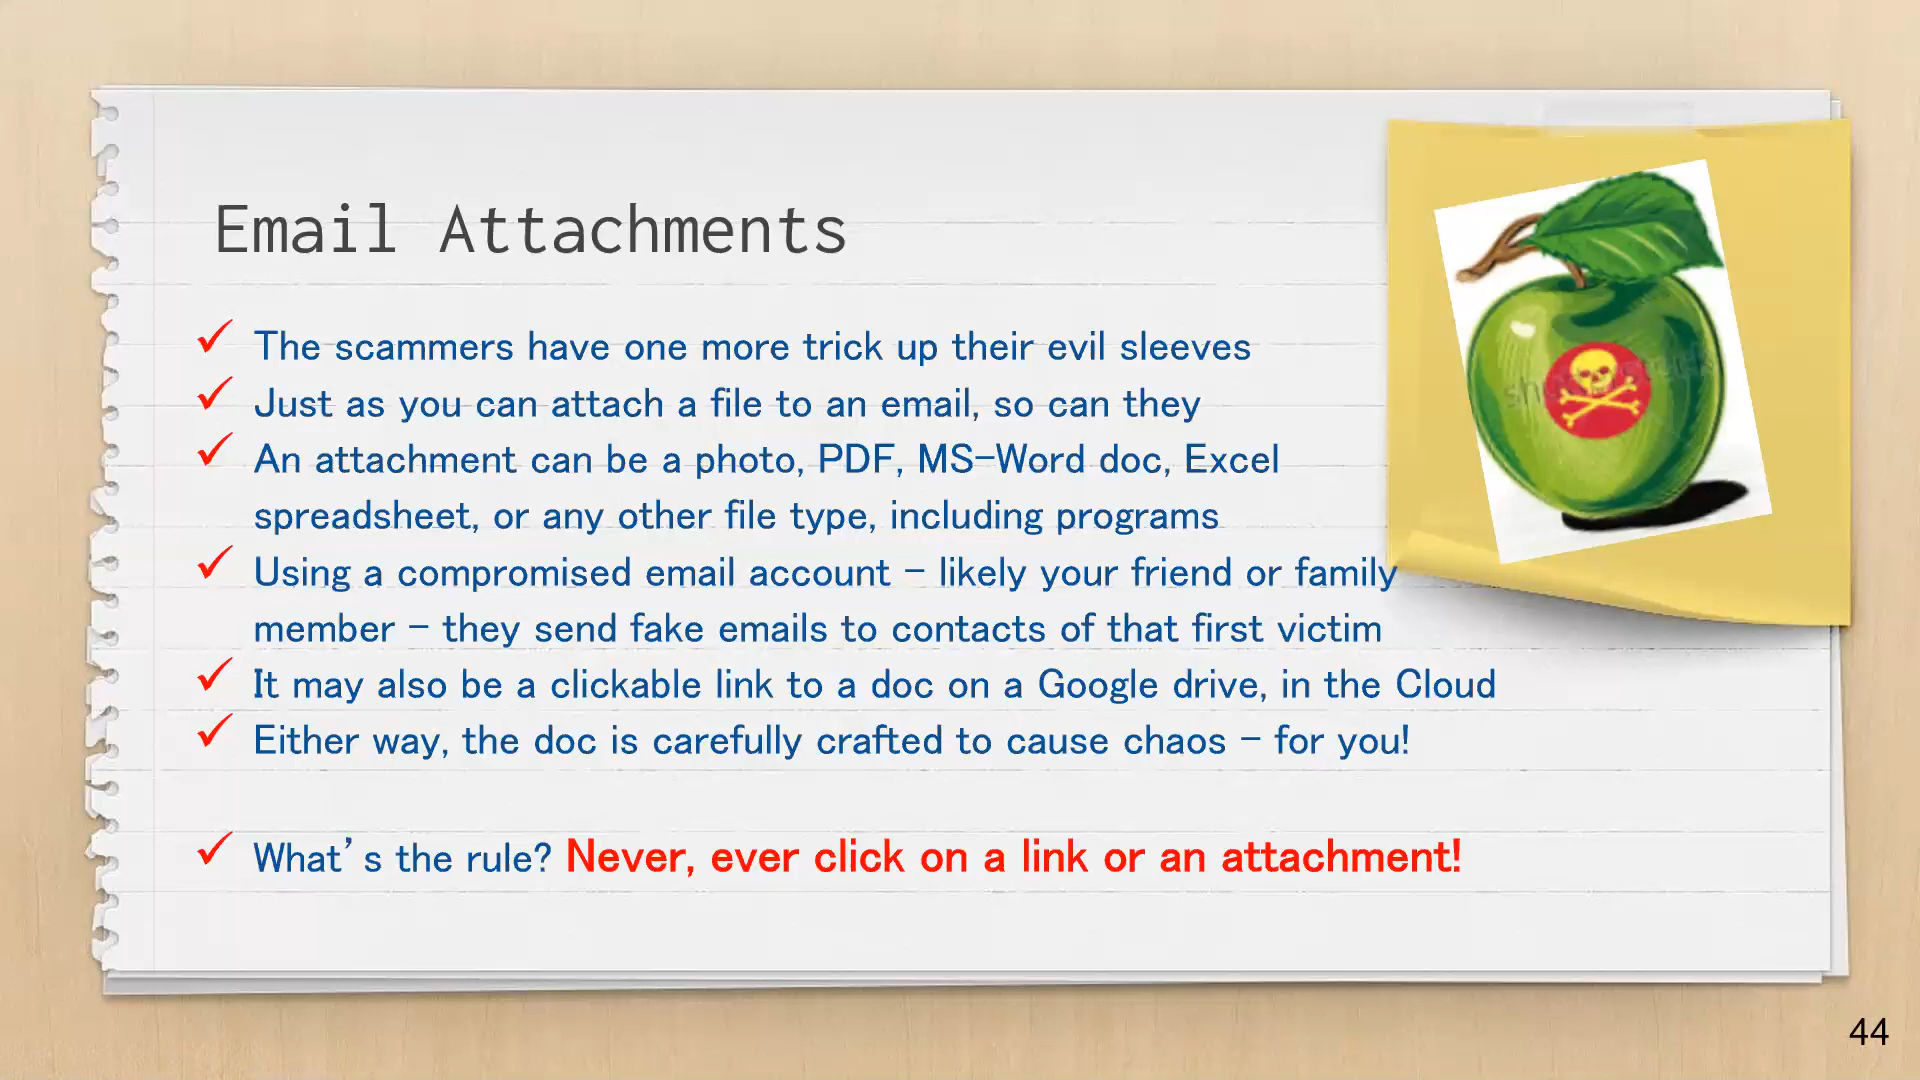 Email Attachments
The scammers have one more trick up their evil sleeves
Just as you can attach a file to an email, so can they
An attachment can be a photo, PDF, MS-Word doc, Excel
spreadsheet, or any other file type, including programs
Using a compromised email account – likely your friend or family
member – they send fake emails to contacts of that first victim
It may also be a clickable link to a doc on a Google drive, in the Cloud
Either way, the doc is carefully crafted to cause chaos – for you!
What’s the rule? Never, ever click on a link or an attachment!
44